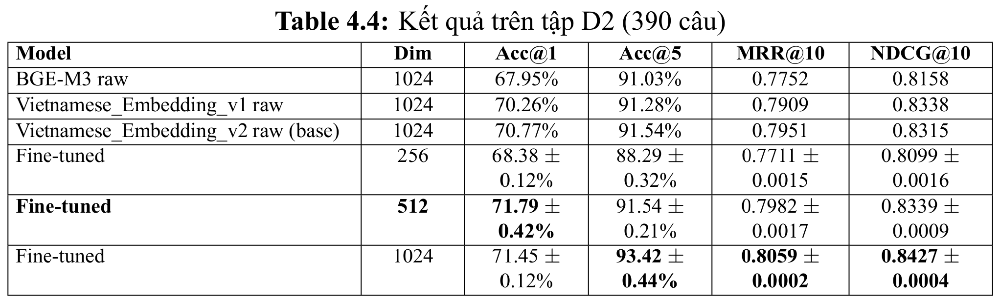 Table 4.4: Kết quả trên tập D2 (390 câu)
Model Dim Acc@1 Acc@5 MRR@10 NDCG@10
BGE-M3 raw 1024 67.95% 91.03% 0.7752 0.8158
Vietnamese_Embedding_v1 raw 1024 70.26% 91.28% 0.7909 0.8338
Vietnamese_Embedding_v2 raw (base) 1024 70.77% 91.54% 0.7951 0.8315
Fine-tuned 256 68.38 ± 88.29 ± 0.7711 ± 0.8099 ±
0.12% 0.32% 0.0015 0.0016
Fine-tuned 512 71.79 ± 91.54 ± 0.7982 ± 0.8339 ±
0.42% 0.21% 0.0017 0.0009
Fine-tuned 1024 71.45 ± 93.42 ± 0.8059 ± 0.8427 ±
0.12% 0.44% 0.0002 0.0004